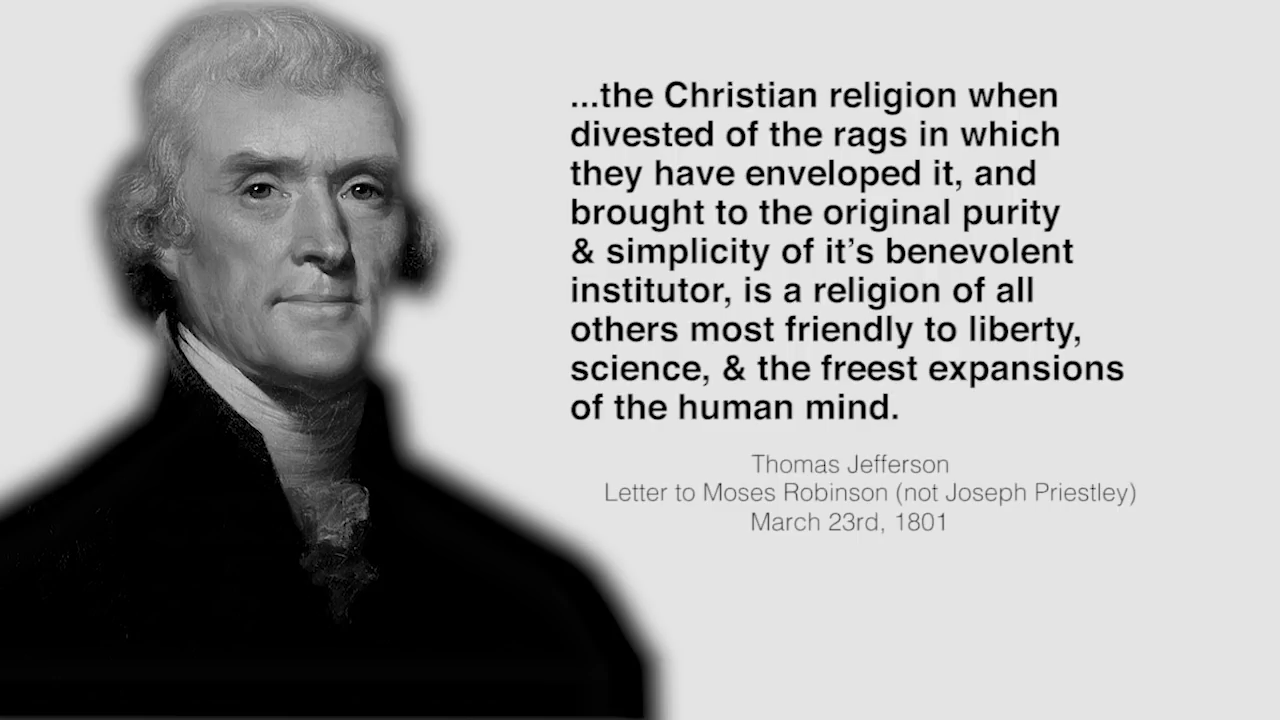 ...the Christian religion when
divested of the rags in which
they have enveloped it, and
brought to the original purity
& simplicity of it’s benevolent
institutor, is a religion of all
others most friendly to liberty,
science, & the freest expansions
of the human mind.
Thomas Jefferson
Letter to Moses Robinson (not Joseph Priestley)
March 23rd, 1801